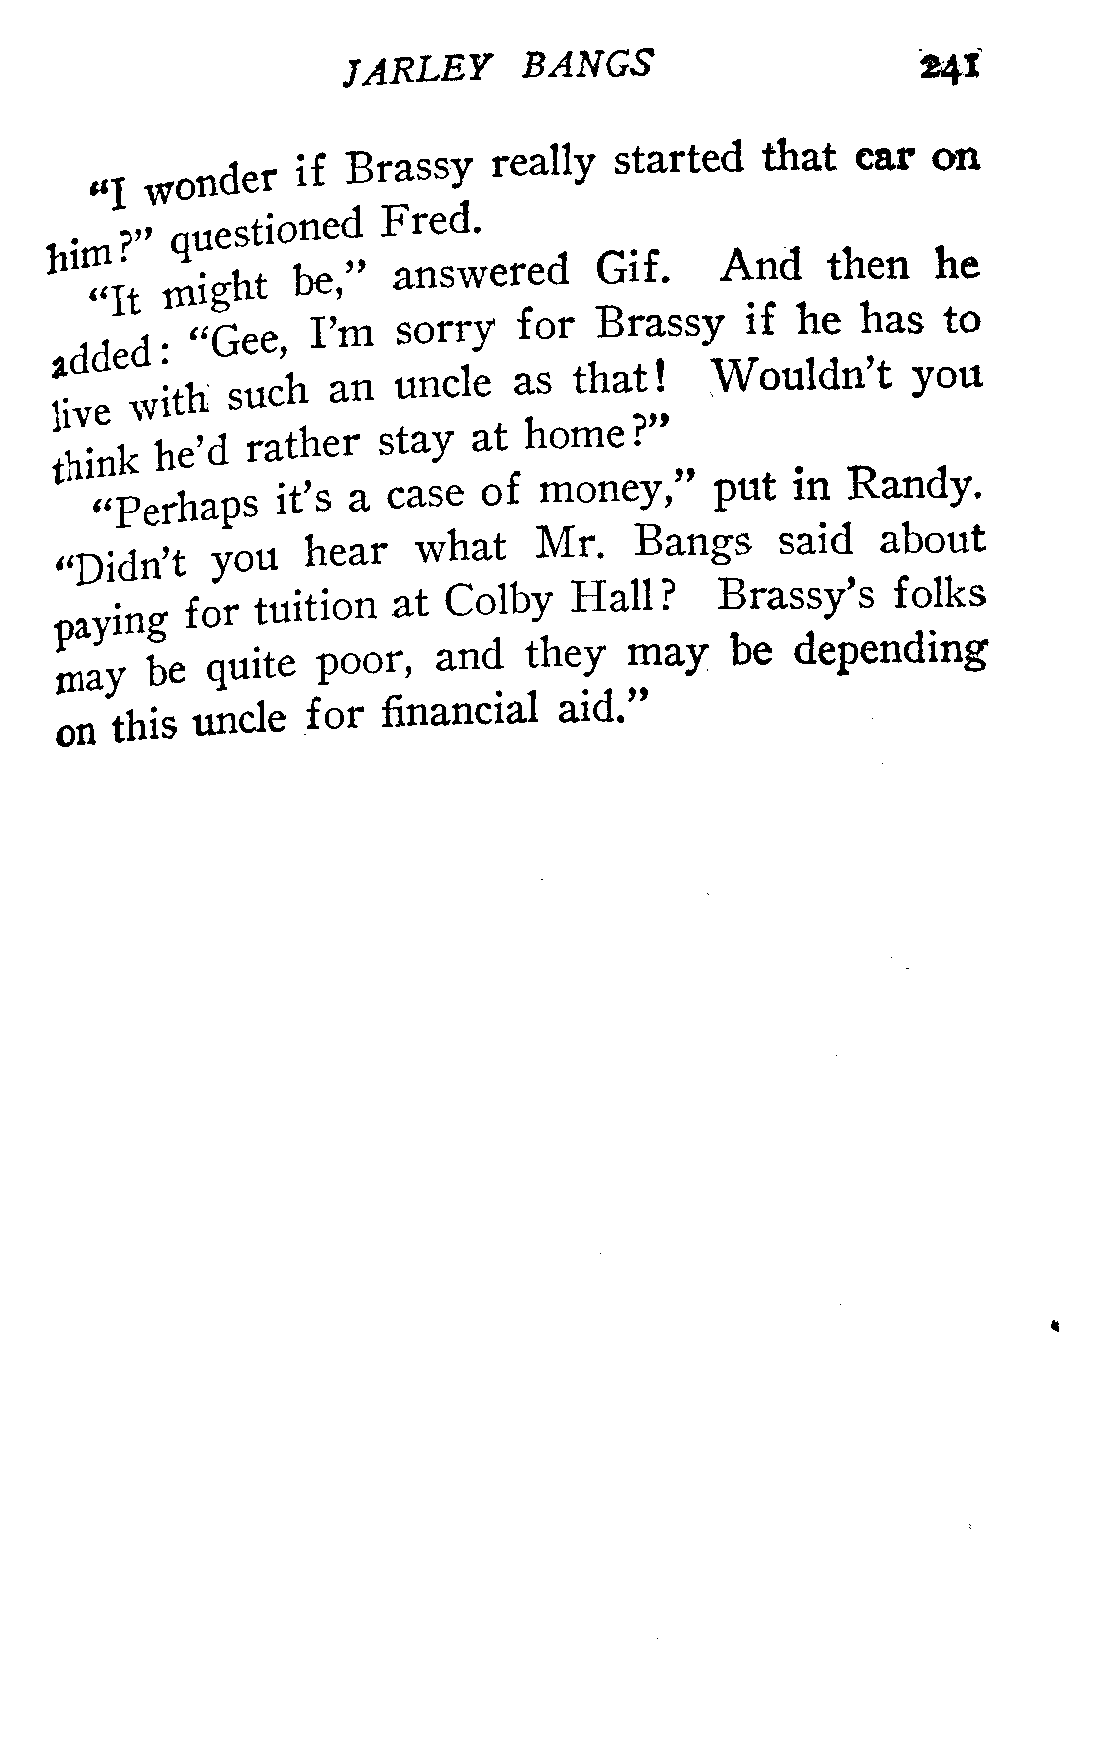 JARLEY BANGS 241
“I wonder if Brassy really started that car on
him?” questioned Fred.
“It might be,” answered Gif. And then he
added: “Gee, I’m sorry for Brassy if he has to
live with such an uncle as that! Wouldn’t you
think he’d rather stay at home?”
“Perhaps it’s a case of money,” put in Randy.
“Didn’t you hear what Mr. Bangs said about
paying for tuition at Colby Hall? Brassy’s folks
may be quite poor, and they may be depending
on this uncle for financial aid.”